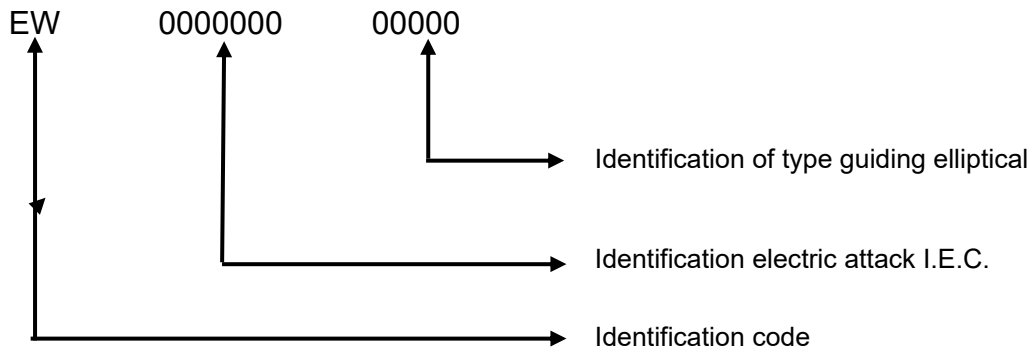 EW 0000000 00000
Identification of type guiding elliptical
Identification electric attack I.E.C.
Identification code